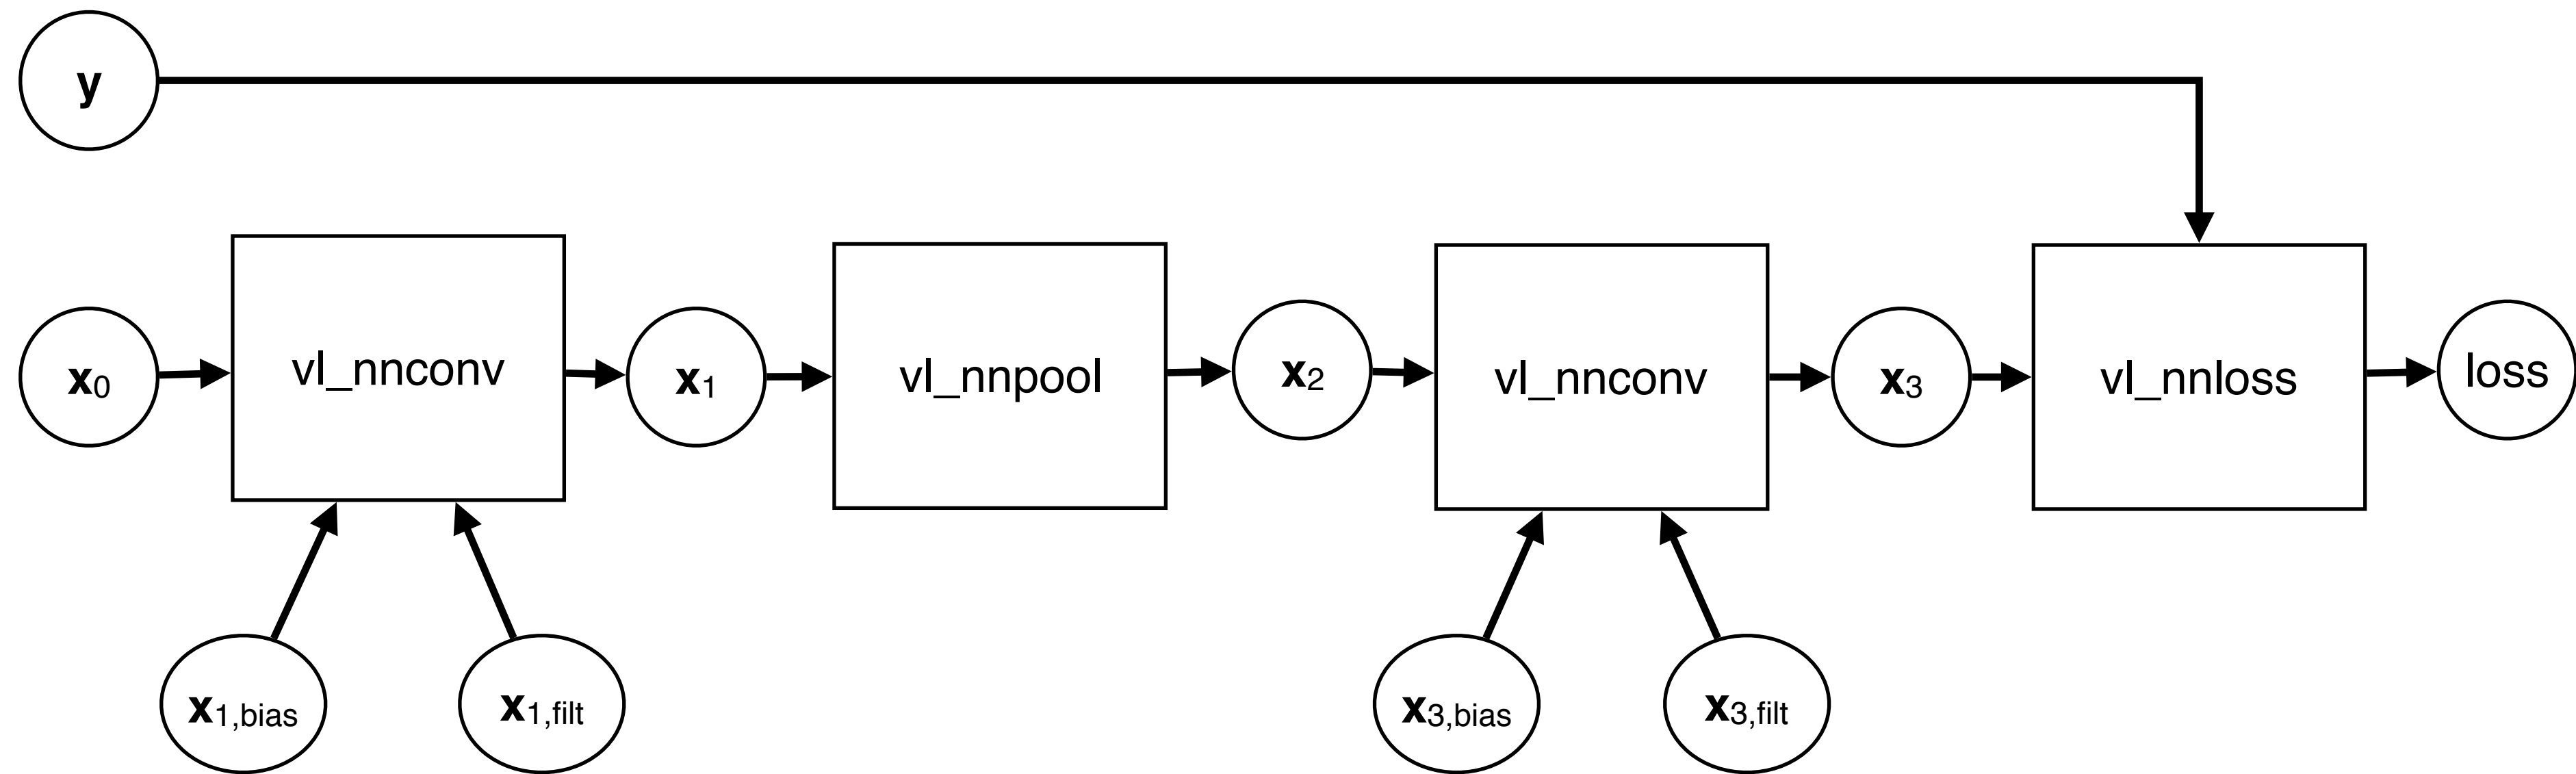 y
x0
vl_nnconv
x1
vl_nnpool
x2
vl_nnconv
x3
vl_nnloss
loss
x1,bias
x1,filt
x3,bias
x3,filt